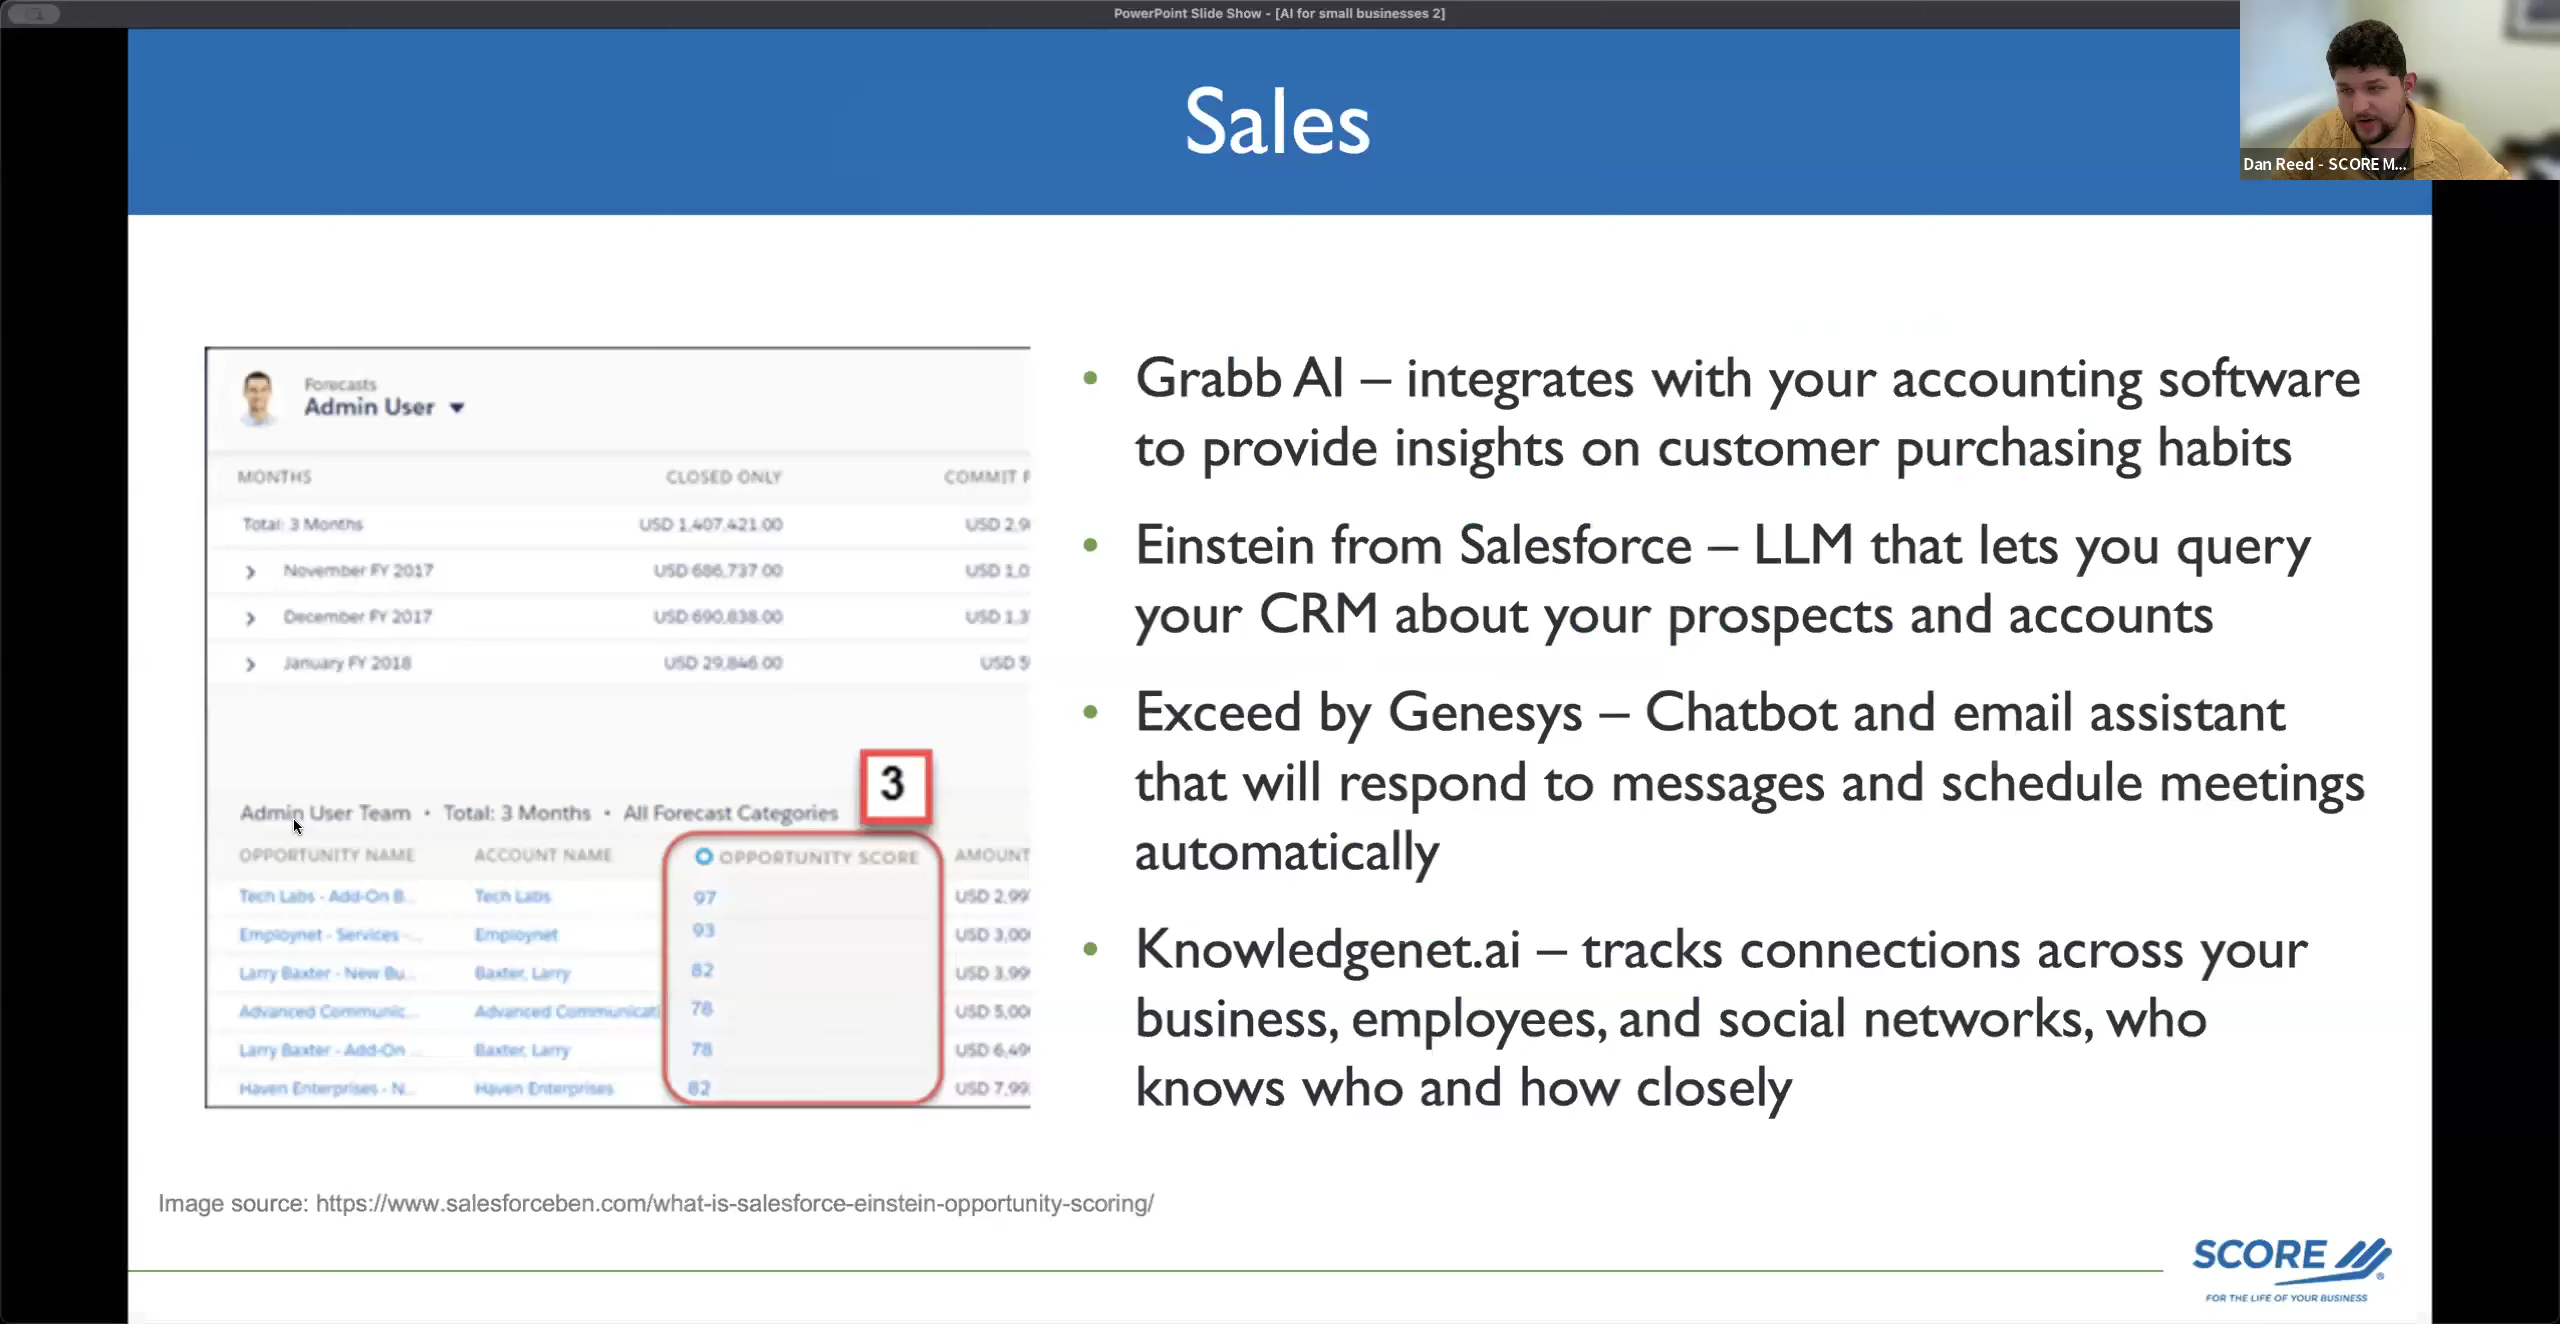 PowerPoint Slide Show - [AI for small businesses 2]
Sales
Dan Reed - SCORE M...
Forecasts
Admin User
MONTHS CLOSED ONLY COMMIT
Total: 3 Months USD 1,407,421.00 USD 2,9
November FY 2017 USD 686,737.00 USD 1,0
December FY 2017 USD 690,838.00 USD 1,3
January FY 2018 USD 29,846.00 USD 5
3
Admin User Team • Total: 3 Months • All Forecast Categories
OPPORTUNITY NAME ACCOUNT NAME OPPORTUNITY SCORE AMOUNT
Tech Labs - Add-On B... Tech Labs 97 USD 2,99
Employnet - Services -... Employnet 93 USD 3,00
Larry Baxter - New Bu... Baxter, Larry 82 USD 3,99
Advanced Communic... Advanced Communicati 78 USD 5,00
Larry Baxter - Add-On ... Baxter, Larry 78 USD 6,49
Haven Enterprises - N... Haven Enterprises 82 USD 7,99
• Grabb AI – integrates with your accounting software
to provide insights on customer purchasing habits
• Einstein from Salesforce – LLM that lets you query
your CRM about your prospects and accounts
• Exceed by Genesys – Chatbot and email assistant
that will respond to messages and schedule meetings
automatically
• Knowledgenet.ai – tracks connections across your
business, employees, and social networks, who
knows who and how closely
Image source: https://www.salesforceben.com/what-is-salesforce-einstein-opportunity-scoring/
SCORE
FOR THE LIFE OF YOUR BUSINESS